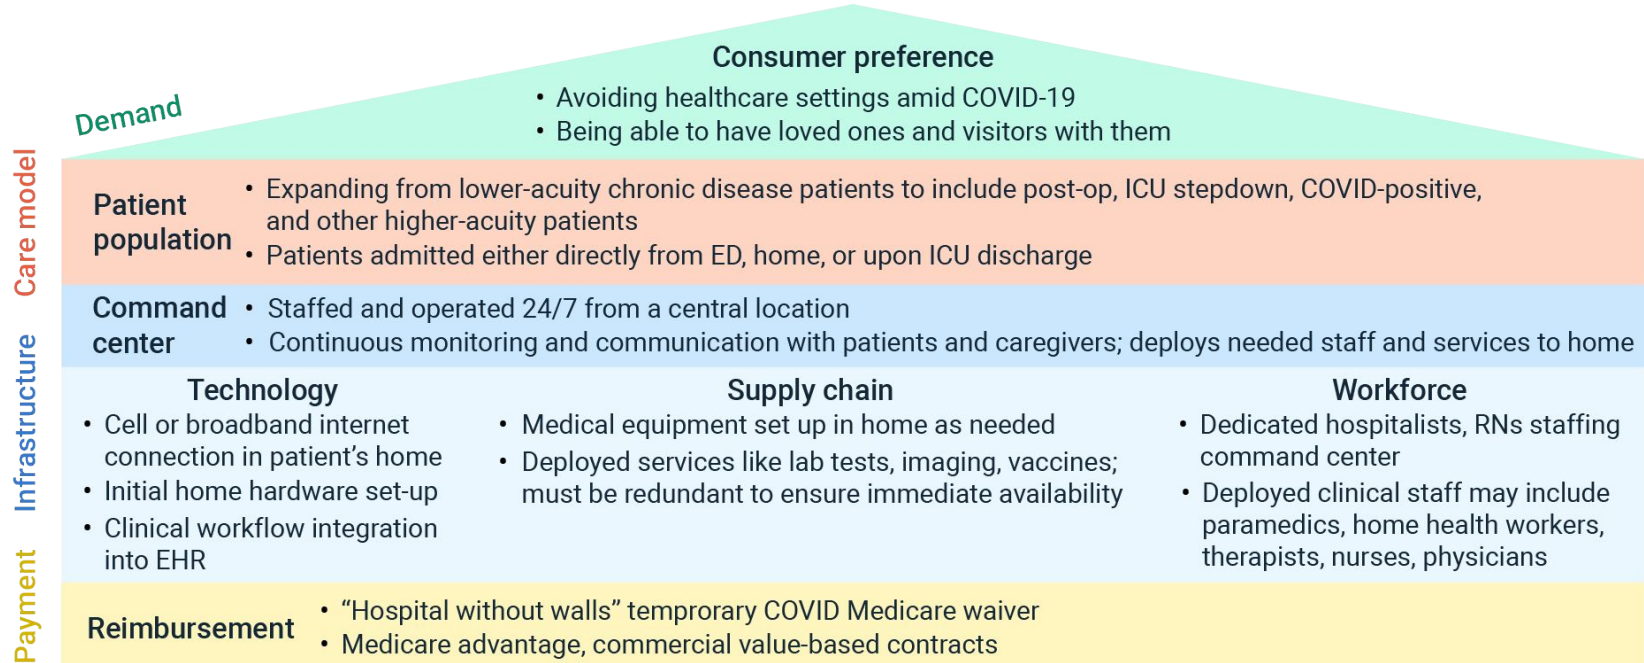 Consumer preference
• Avoiding healthcare settings amid COVID-19
• Being able to have loved ones and visitors with them
Demand
Care model
Patient
population
• Expanding from lower-acuity chronic disease patients to include post-op, ICU stepdown, COVID-positive,
and other higher-acuity patients
• Patients admitted either directly from ED, home, or upon ICU discharge
Infrastructure
Command
center
• Staffed and operated 24/7 from a central location
• Continuous monitoring and communication with patients and caregivers; deploys needed staff and services to home
Technology
• Cell or broadband internet
connection in patient’s home
• Initial home hardware set-up
• Clinical workflow integration
into EHR
Supply chain
• Medical equipment set up in home as needed
• Deployed services like lab tests, imaging, vaccines;
must be redundant to ensure immediate availability
Workforce
• Dedicated hospitalists, RNs staffing
command center
• Deployed clinical staff may include
paramedics, home health workers,
therapists, nurses, physicians
Payment
Reimbursement
• “Hospital without walls” temprorary COVID Medicare waiver
• Medicare advantage, commercial value-based contracts